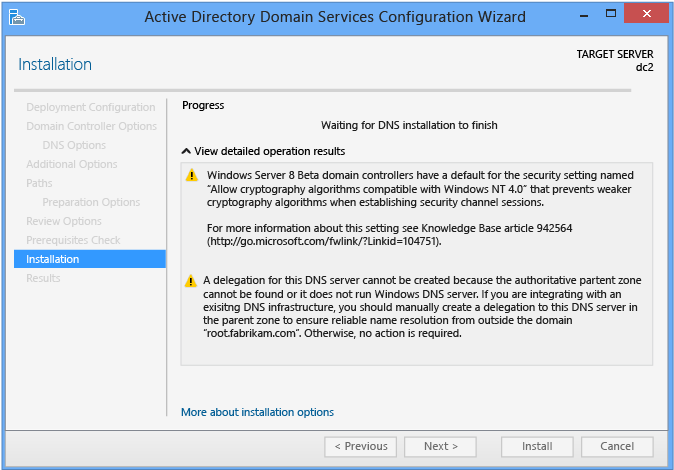 Active Directory Domain Services Configuration Wizard
Installation
TARGET SERVER
dc2
Deployment Configuration
Domain Controller Options
DNS Options
Additional Options
Paths
Preparation Options
Review Options
Prerequisites Check
Installation
Results
Progress
Waiting for DNS installation to finish
View detailed operation results
Windows Server 8 Beta domain controllers have a default for the security setting named
"Allow cryptography algorithms compatible with Windows NT 4.0" that prevents weaker
cryptography algorithms when establishing security channel sessions.
For more information about this setting see Knowledge Base article 942564
(http://go.microsoft.com/fwlink/?Linkid=104751).
A delegation for this DNS server cannot be created because the authoritative partent zone
cannot be found or it does not run Windows DNS server. If you are integrating with an
exisitng DNS infrastructure, you should manually create a delegation to this DNS server in
the parent zone to ensure reliable name resolution from outside the domain
"root.fabrikam.com". Otherwise, no action is required.
More about installation options
< Previous
Next >
Install
Cancel